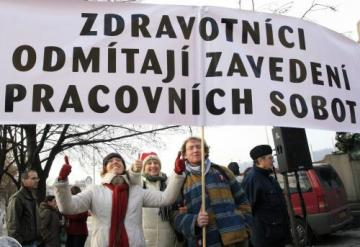 ZDRAVOTNÍCI
ODMÍTAJÍ ZAVEDENÍ
PRACOVNÍCH SOBOT